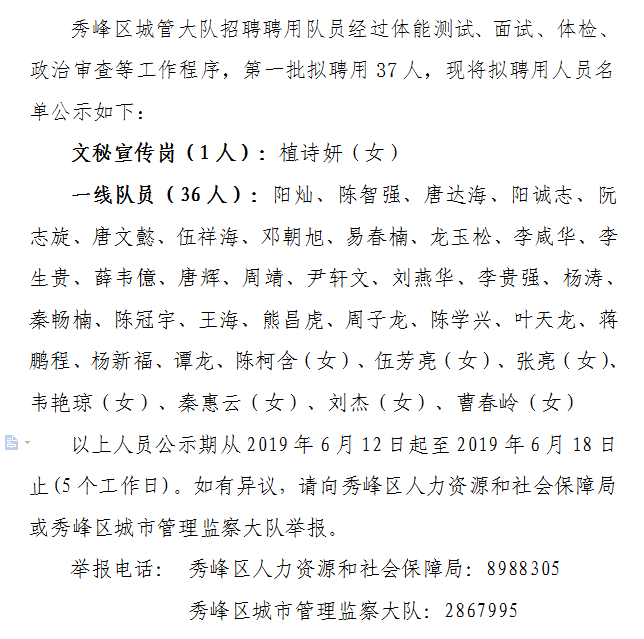 秀峰区城管大队招聘聘用队员经过体能测试、面试、体检、
政治审查等工作程序，第一批拟聘用 37 人，现将拟聘用人员名
单公示如下：
文秘宣传岗（1 人）：植诗妍（女）
一线队员（36 人）：阳灿、陈智强、唐达海、阳诚志、阮
志旋、唐文懿、伍祥海、邓朝旭、易春楠、龙玉松、李咸华、李
生贵、薛韦億、唐辉、周靖、尹轩文、刘燕华、李贵强、杨涛、
秦畅楠、陈冠宇、王海、熊昌虎、周子龙、陈学兴、叶天龙、蒋
鹏程、杨新福、谭龙、陈柯含（女）、伍芳亮（女）、张亮（女）、
韦艳琼（女）、秦惠云（女）、刘杰（女）、曹春岭（女）
以上人员公示期从 2019 年 6 月 12 日起至 2019 年 6 月 18 日
止(5 个工作日)。如有异议，请向秀峰区人力资源和社会保障局
或秀峰区城市管理监察大队举报。
举报电话： 秀峰区人力资源和社会保障局：8988305
秀峰区城市管理监察大队：2867995